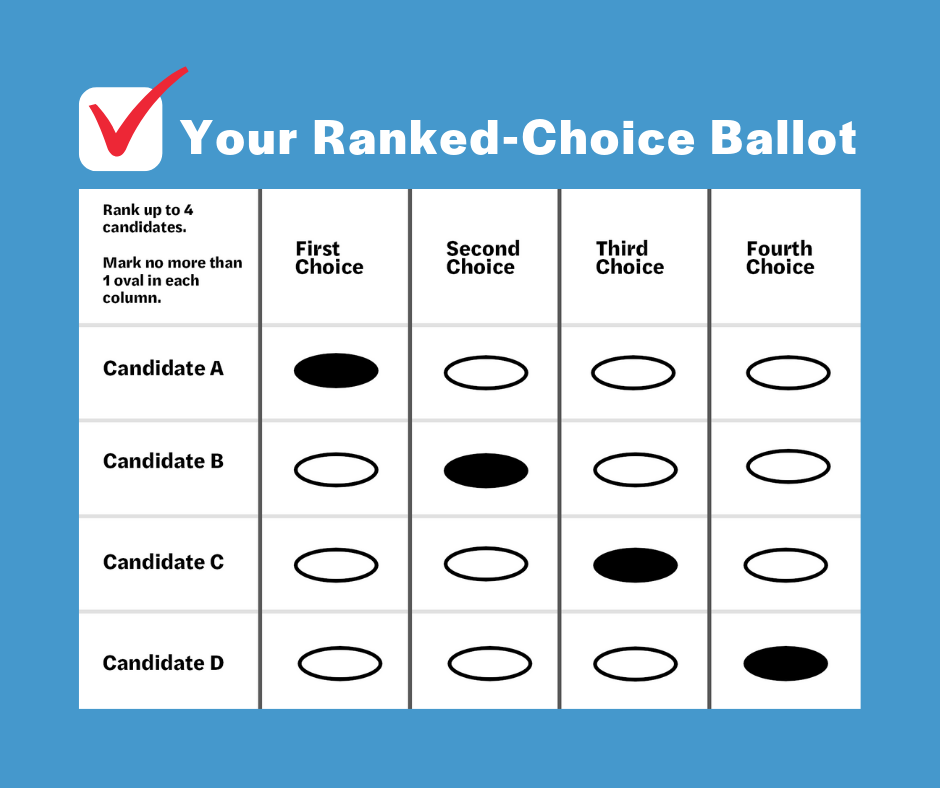 Your Ranked-Choice Ballot
Rank up to 4
candidates.
Mark no more than
1 oval in each
column.
First
Choice
Second
Choice
Third
Choice
Fourth
Choice
Candidate A
Candidate B
Candidate C
Candidate D